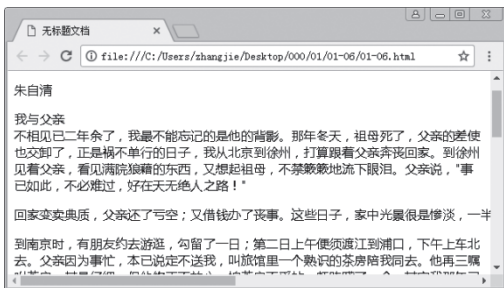 无标题文档
file:///C:/Users/zhangjie/Desktop/000/01/01-06/01-06.html
朱自清
我与父亲
不相见已二年余了，我最不能忘记的是他的背影。那年冬天，祖母死了，父亲的差使
也交卸了，正是祸不单行的日子，我从北京到徐州，打算跟着父亲奔丧回家。到徐州
见着父亲，看见满院狼藉的东西，又想起祖母，不禁簌簌地流下眼泪。父亲说，"事
已如此，不必难过，好在天无绝人之路！"
回家变卖典质，父亲还了亏空；又借钱办了丧事。这些日子，家中光景很是惨淡，一半
到南京时，有朋友约去游逛，勾留了一日；第二日上午便须渡江到浦口，下午上车北
去。父亲因为事忙，本已说定不送我，叫旅馆里一个熟识的茶房陪我同去。他再三嘱